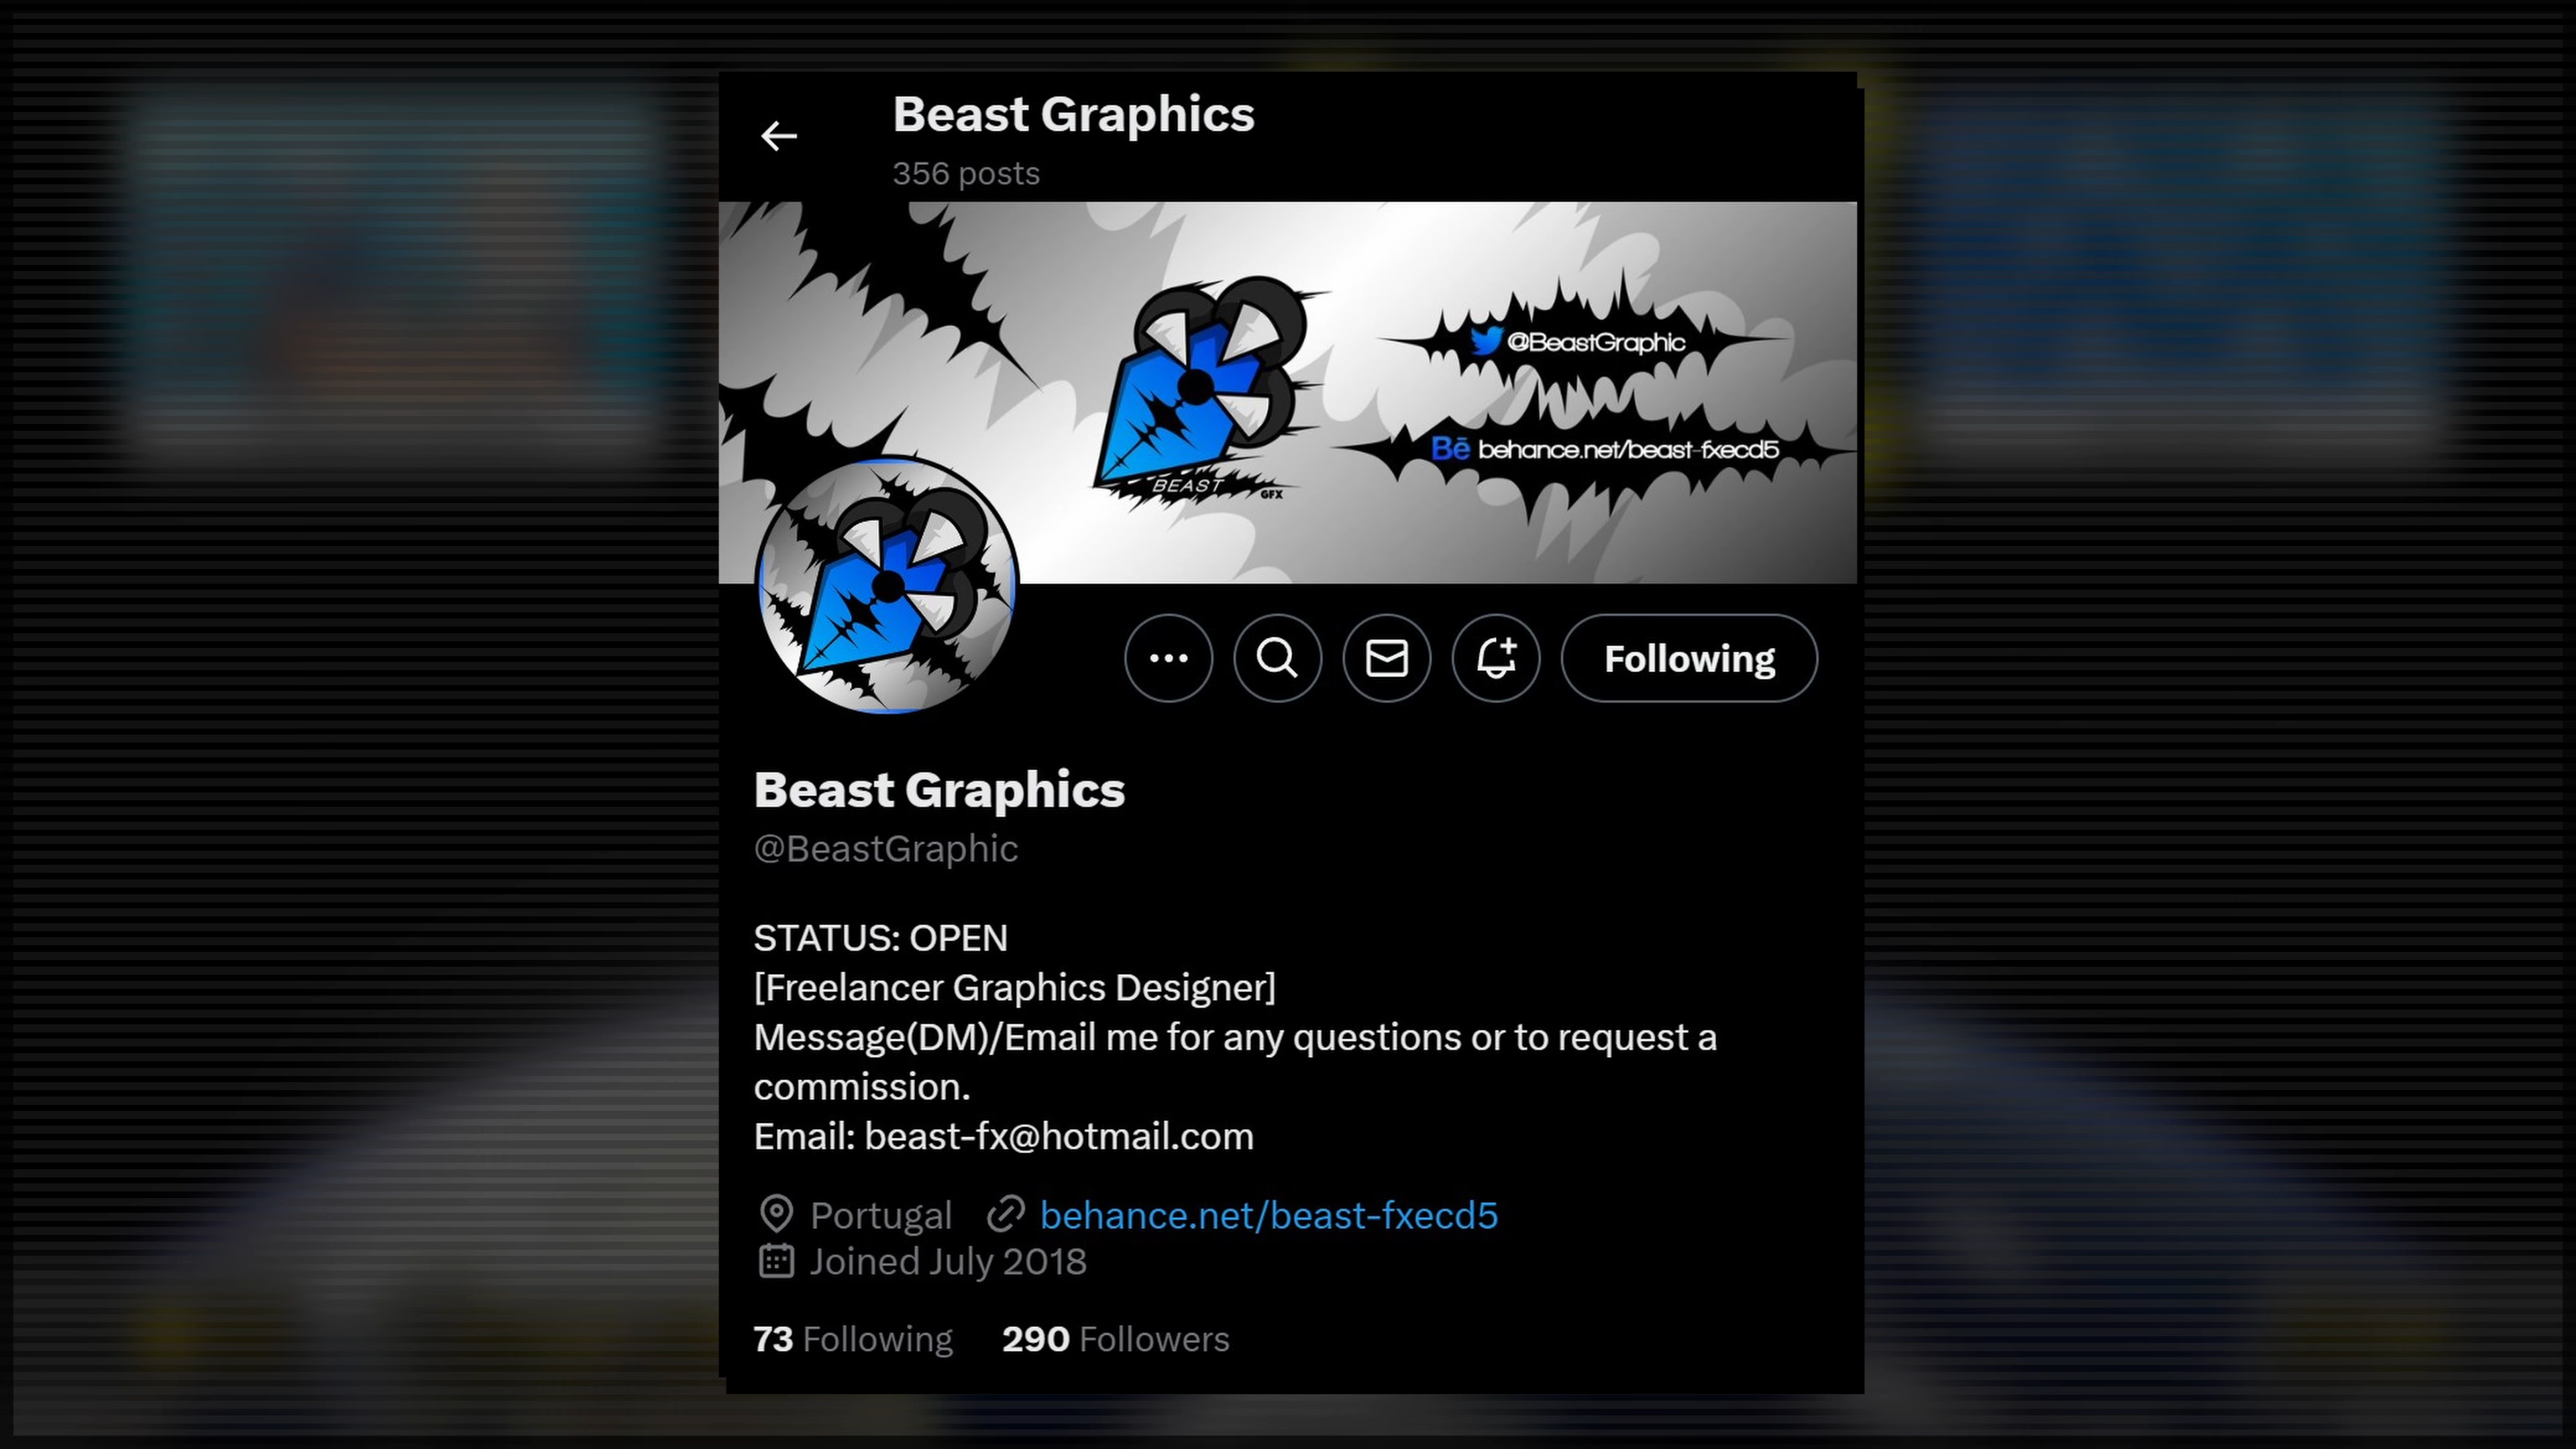 Beast Graphics
356 posts
@BeastGraphic
Bē behance.net/beast-fxecd5
BEAST
GFX
Following
Beast Graphics
@BeastGraphic
STATUS: OPEN
[Freelancer Graphics Designer]
Message(DM)/Email me for any questions or to request a
commission.
Email: beast-fx@hotmail.com
Portugal behance.net/beast-fxecd5
Joined July 2018
73 Following 290 Followers